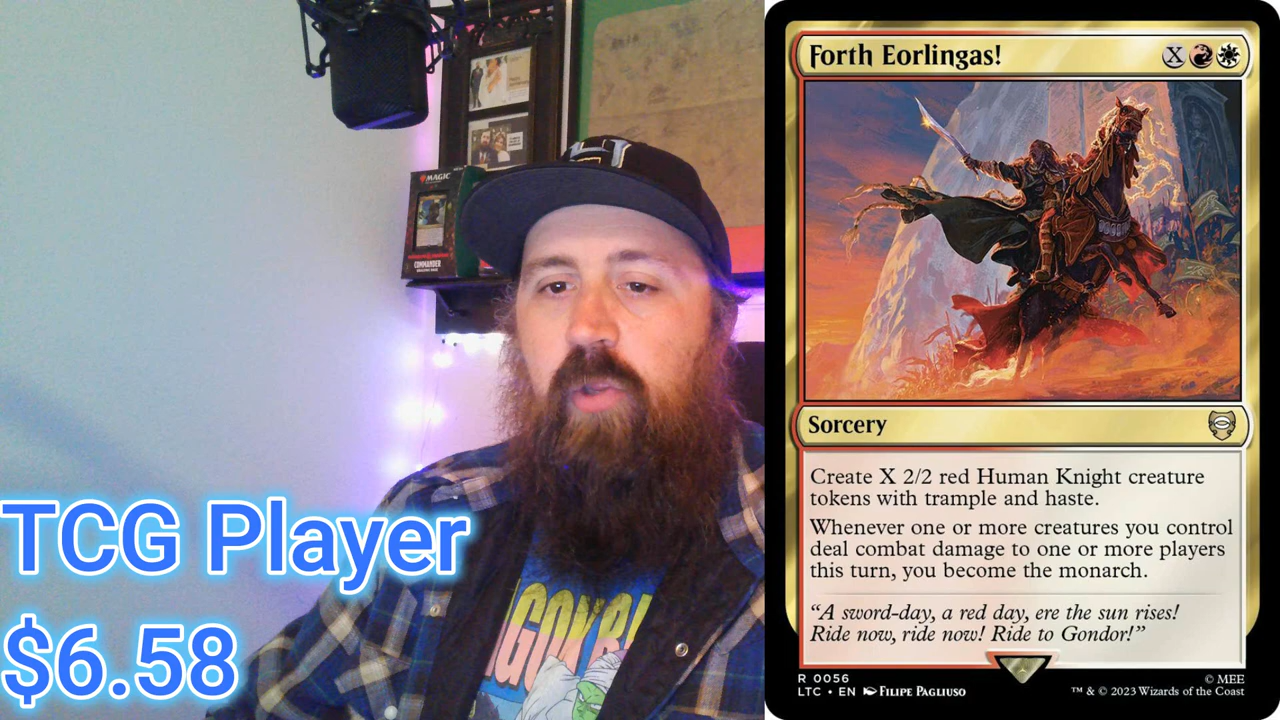 TCG Player
$6.58
MAGIC
COMMANDER
Forth Eorlingas!
X
Sorcery
Create X 2/2 red Human Knight creature
tokens with trample and haste.
Whenever one or more creatures you control
deal combat damage to one or more players
this turn, you become the monarch.
“A sword-day, a red day, ere the sun rises!
Ride now, ride now! Ride to Gondor!”
R 0056
LTC • EN FILIPE PAGLIUSO
© MEE
™ & © 2023 Wizards of the Coast